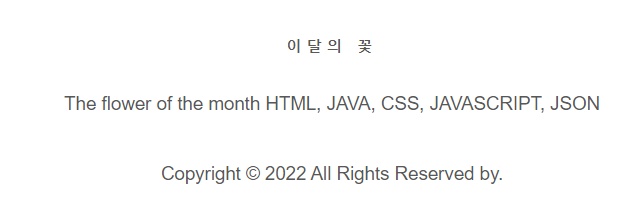 이달의 꽃
The flower of the month HTML, JAVA, CSS, JAVASCRIPT, JSON
Copyright © 2022 All Rights Reserved by.